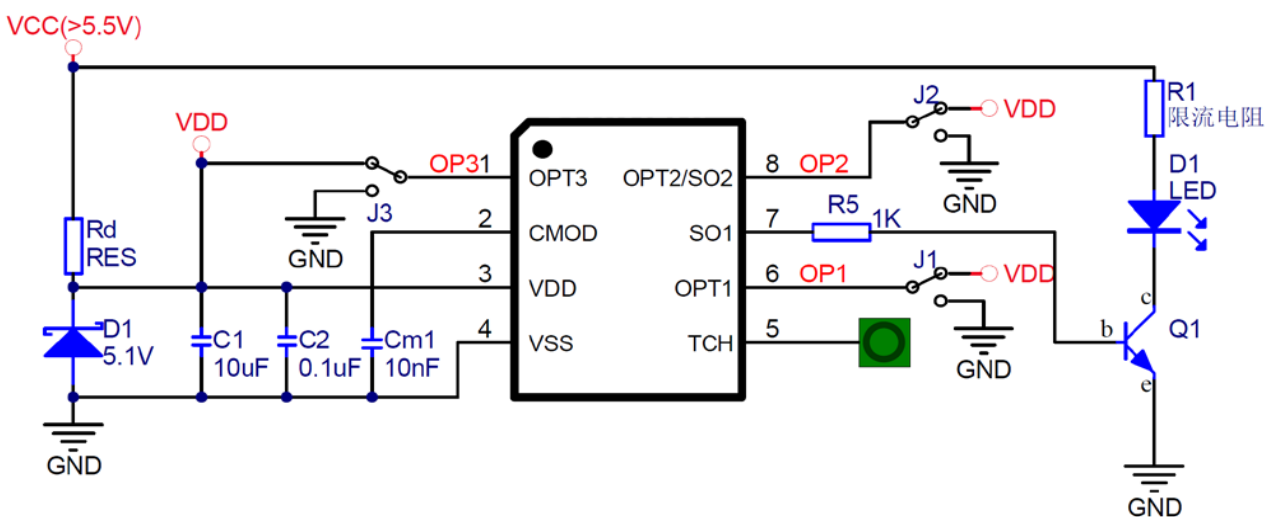 VCC(>5.5V)
R1
限流电阻
J2
VDD
VDD
OP3
1
OPT3
OPT2/SO2
8
OP2
D1
LED
GND
J3
2
CMOD
SO1
7
R5
1K
Rd
RES
GND
3
VDD
OPT1
6
OP1
J1
VDD
c
D1
5.1V
C1
10uF
C2
0.1uF
Cm1
10nF
4
VSS
TCH
5
GND
b
Q1
e
GND
GND